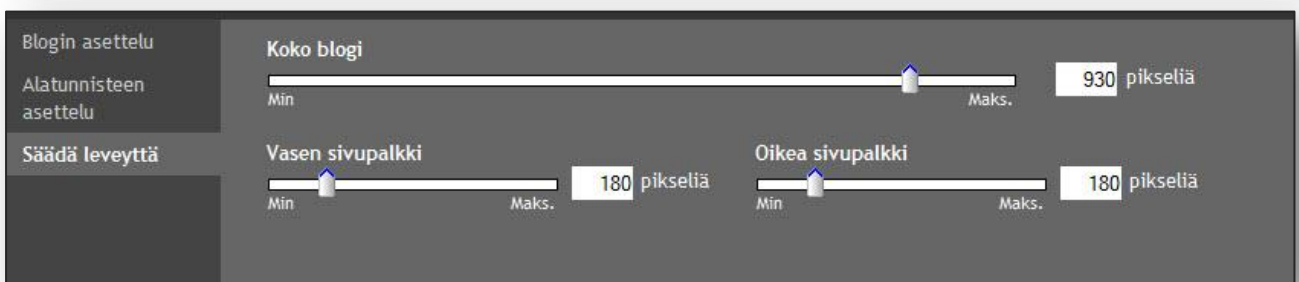 Blogin asettelu
Alatunnisteen
asettelu
Säädä leveyttä
Koko blogi
Min
Maks.
930 pikseliä
Vasen sivupalkki
Min
Maks.
180 pikseliä
Oikea sivupalkki
Min
Maks.
180 pikseliä